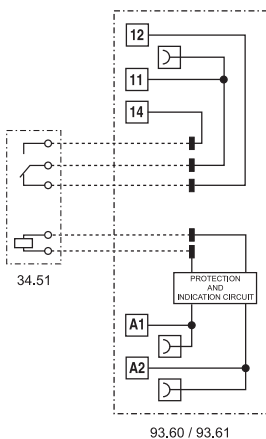 12
11
14
34.51
PROTECTION
AND
INDICATION CIRCUIT
A1
A2
93.60 / 93.61